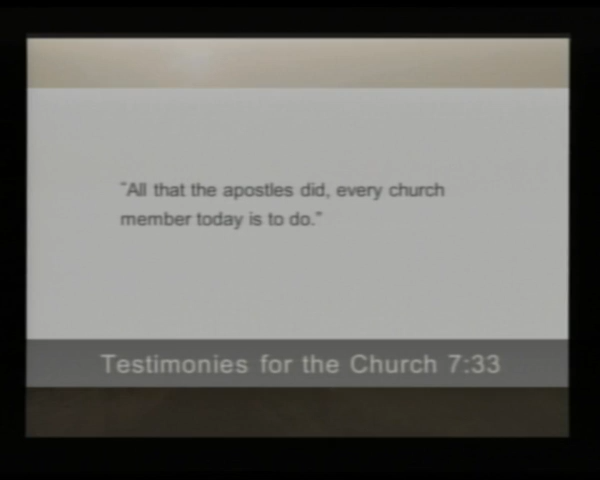 "All that the apostles did, every church
member today is to do."
Testimonies for the Church 7:33